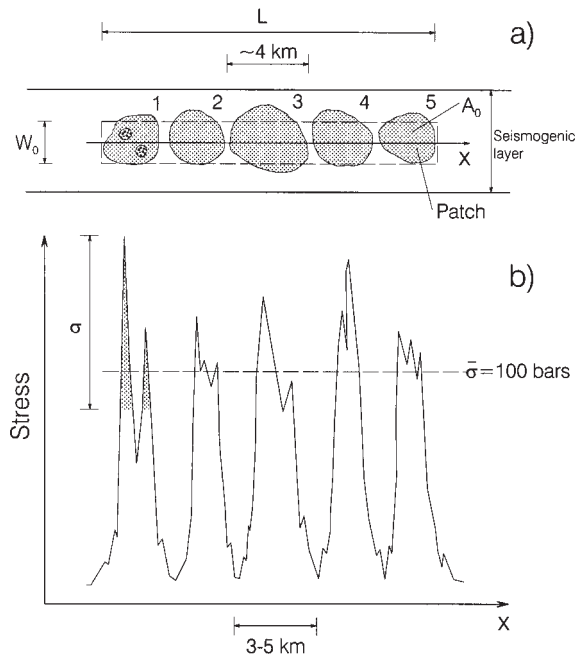 L
a)
~4 km
1 2 3 4 5
A₀
W₀
X
Seismogenic
layer
Patch
b)
σ
σ̄=100 bars
Stress
X
3-5 km